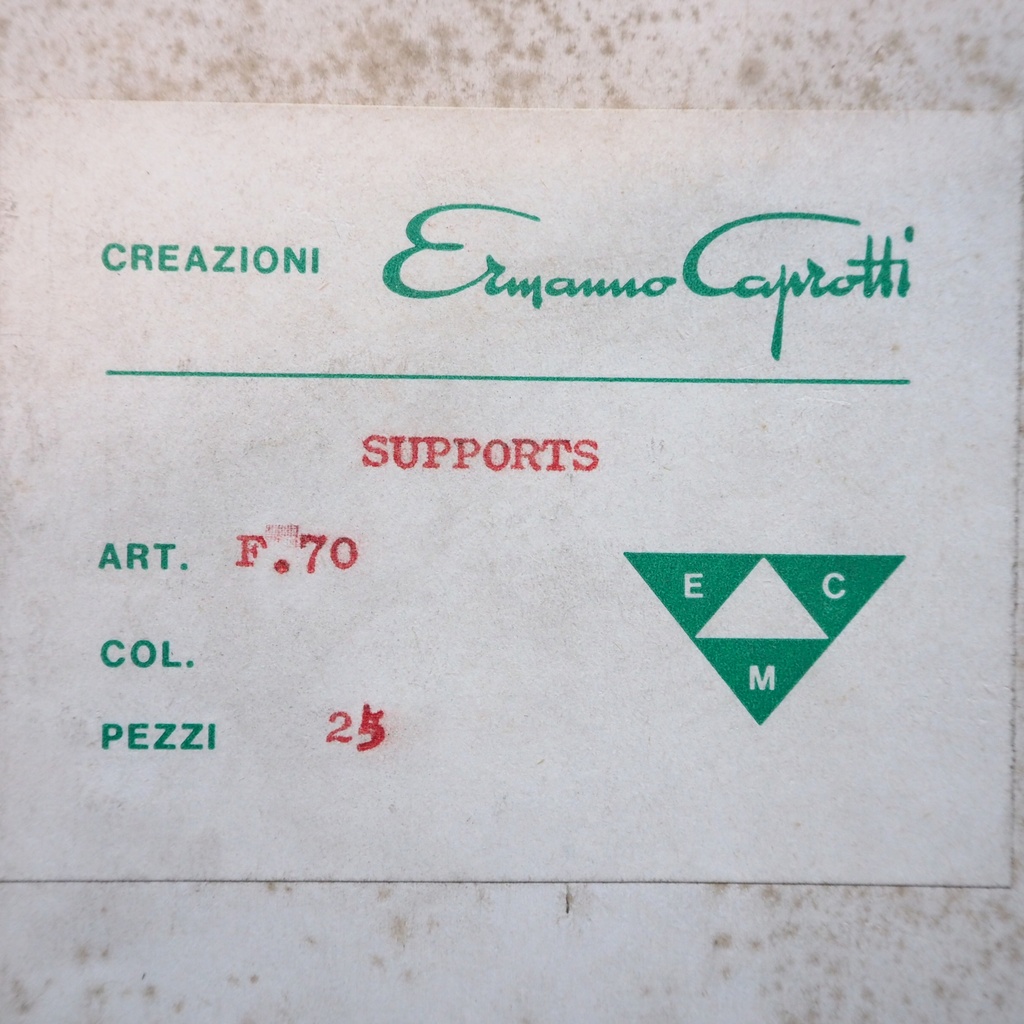 CREAZIONI Ermanno Caprotti
SUPPORTS
ART. F.70
E C
M
COL.
PEZZI 25